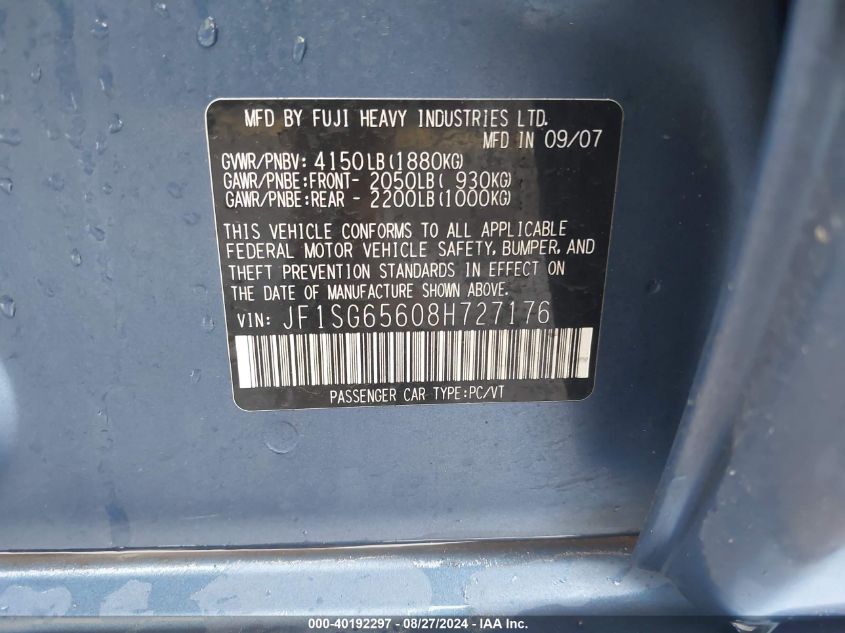 MFD BY FUJI HEAVY INDUSTRIES LTD.
MFD IN 09/07
GVWR/PNBV: 4150LB(1880KG)
GAWR/PNBE:FRONT- 2050LB( 930KG)
GAWR/PNBE:REAR - 2200LB(1000KG)
THIS VEHICLE CONFORMS TO ALL APPLICABLE
FEDERAL MOTOR VEHICLE SAFETY, BUMPER, AND
THEFT PREVENTION STANDARDS IN EFFECT ON
THE DATE OF MANUFACTURE SHOWN ABOVE.
VIN: JF1SG65608H727176
PASSENGER CAR TYPE:PC/VT
000-40192297 - 08/27/2024 - IAA, Inc.